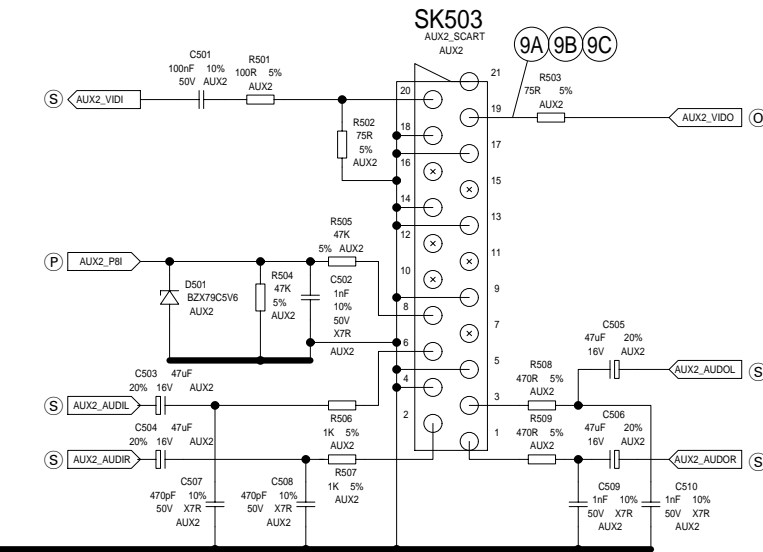 SK503
AUX2_SCART
AUX2
9A 9B 9C
C501
100nF 10%
50V AUX2
R501
100R 5%
AUX2
S AUX2_VIDI
R502
75R
5%
AUX2
R503
75R 5%
AUX2
AUX2_VIDO O
21
20
19
18
17
16
15
14
13
12
11
10
9
8
7
6
5
4
3
2
1
R505
47K
5% AUX2
P AUX2_P8I
D501
BZX79C5V6
AUX2
R504
47K
5%
AUX2
C502
1nF
10%
50V
X7R
AUX2
C503 47uF
20% 16V AUX2
S AUX2_AUDIL
C504 47uF
20% 16V AUX2
S AUX2_AUDIR
R506
1K 5%
AUX2
R507
1K 5%
AUX2
C507
470pF 10%
50V X7R
AUX2
C508
470pF 10%
50V X7R
AUX2
C505
47uF 20%
16V AUX2
R508
470R 5%
AUX2
AUX2_AUDOL S
R509
470R 5%
AUX2
C506
47uF 20%
16V AUX2
AUX2_AUDOR S
C509
1nF 10%
50V X7R
AUX2
C510
1nF 10%
50V X7R
AUX2